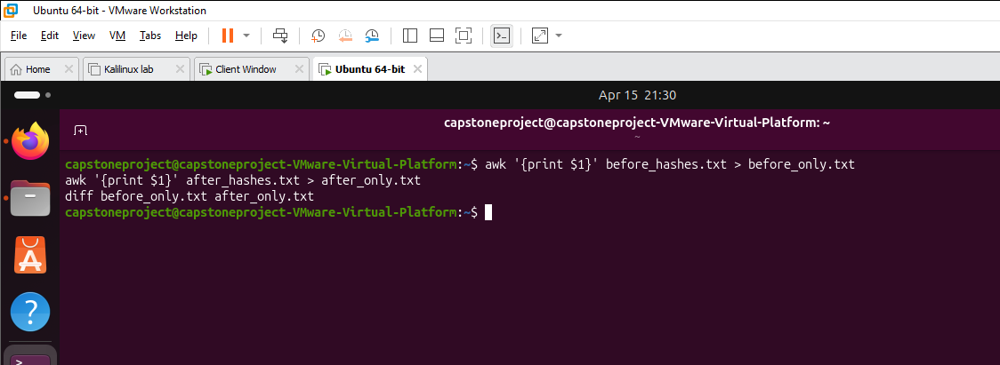 Ubuntu 64-bit - VMware Workstation
File Edit View VM Tabs Help
Home Kalilinux lab Client Window Ubuntu 64-bit
Apr 15 21:30
capstoneproject@capstoneproject-VMware-Virtual-Platform: ~
~
capstoneproject@capstoneproject-VMware-Virtual-Platform:~$ awk '{print $1}' before_hashes.txt > before_only.txt
awk '{print $1}' after_hashes.txt > after_only.txt
diff before_only.txt after_only.txt
capstoneproject@capstoneproject-VMware-Virtual-Platform:~$